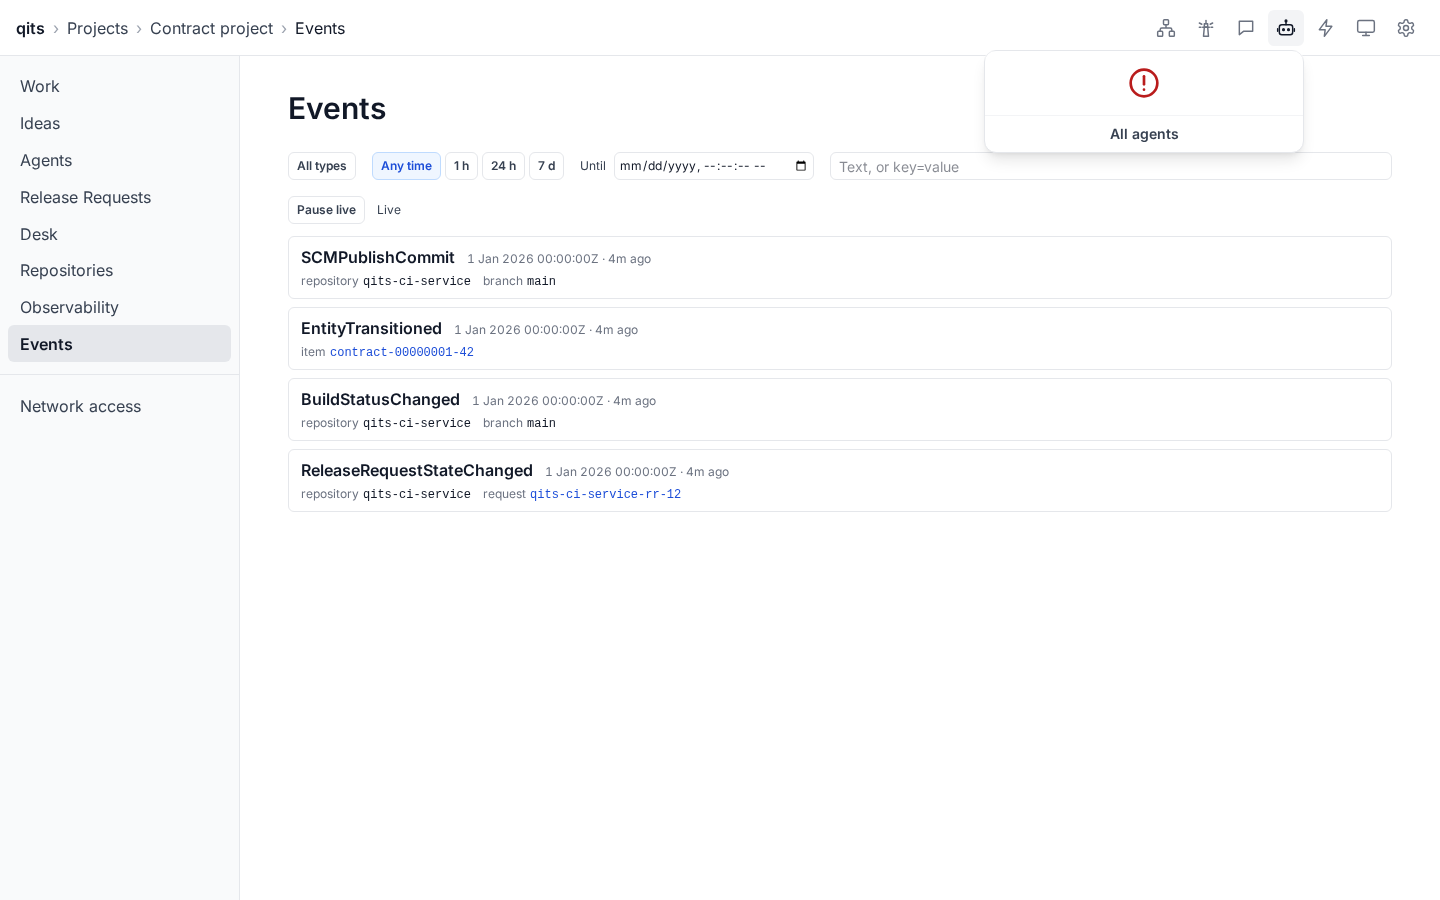 qits › Projects › Contract project › Events
All agents
Work
Ideas
Agents
Release Requests
Desk
Repositories
Observability
Events
Network access
Events
All types Any time 1 h 24 h 7 d Until mm/dd/yyyy, --:--:-- -- Text, or key=value
Pause live Live
SCMPublishCommit 1 Jan 2026 00:00:00Z · 4m ago
repository qits-ci-service branch main
EntityTransitioned 1 Jan 2026 00:00:00Z · 4m ago
item contract-00000001-42
BuildStatusChanged 1 Jan 2026 00:00:00Z · 4m ago
repository qits-ci-service branch main
ReleaseRequestStateChanged 1 Jan 2026 00:00:00Z · 4m ago
repository qits-ci-service request qits-ci-service-rr-12